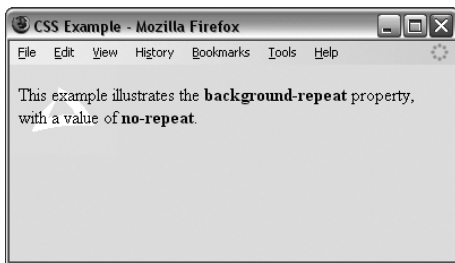 CSS Example - Mozilla Firefox
File Edit View History Bookmarks Tools Help
This example illustrates the background-repeat property,
with a value of no-repeat.